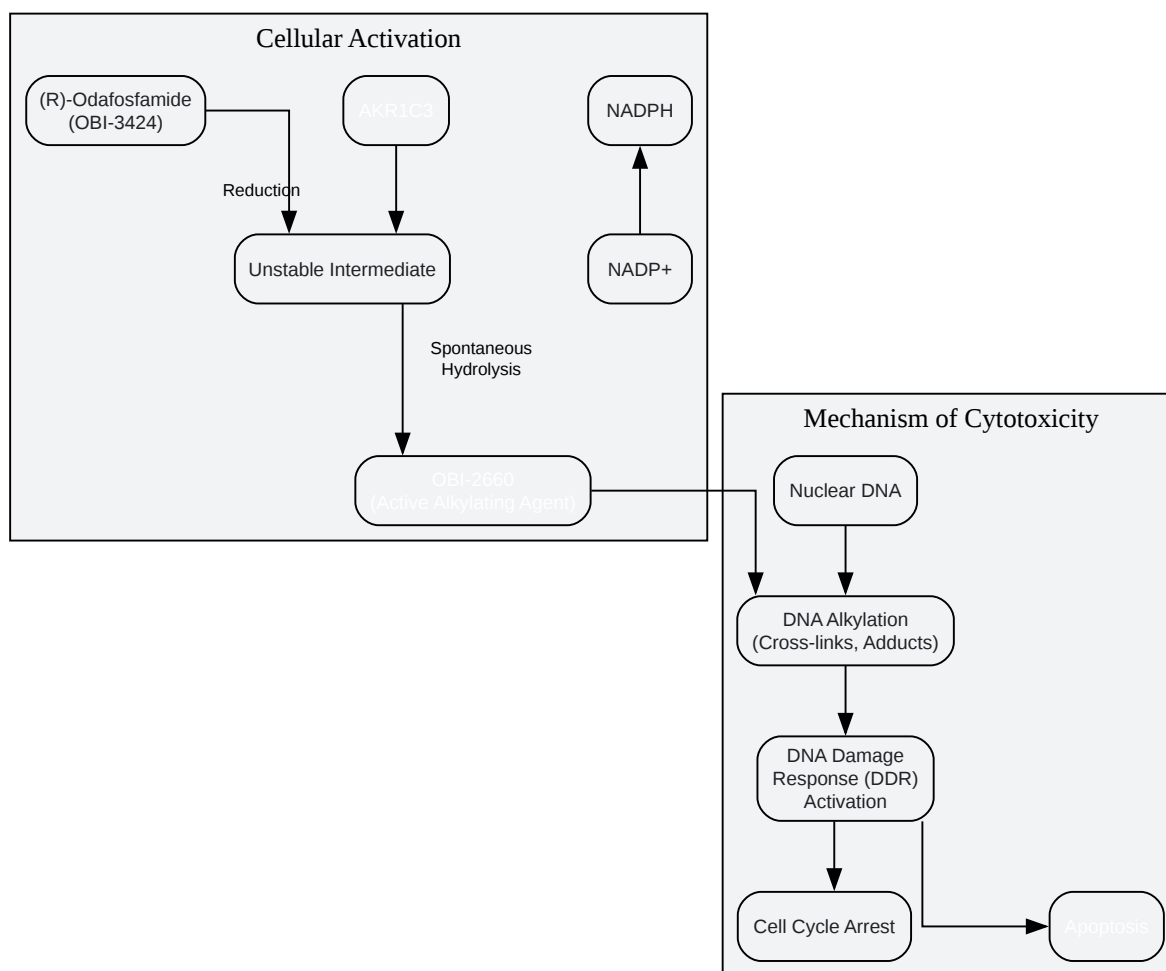 Cellular Activation
(R)-Odafosfamide
(OBI-3424)
AKR1C3
NADPH
Reduction
Unstable Intermediate
NADP+
Spontaneous
Hydrolysis
OBI-2660
(Active Alkylating Agent)
Mechanism of Cytotoxicity
Nuclear DNA
DNA Alkylation
(Cross-links, Adducts)
DNA Damage
Response (DDR)
Activation
Cell Cycle Arrest
Apoptosis